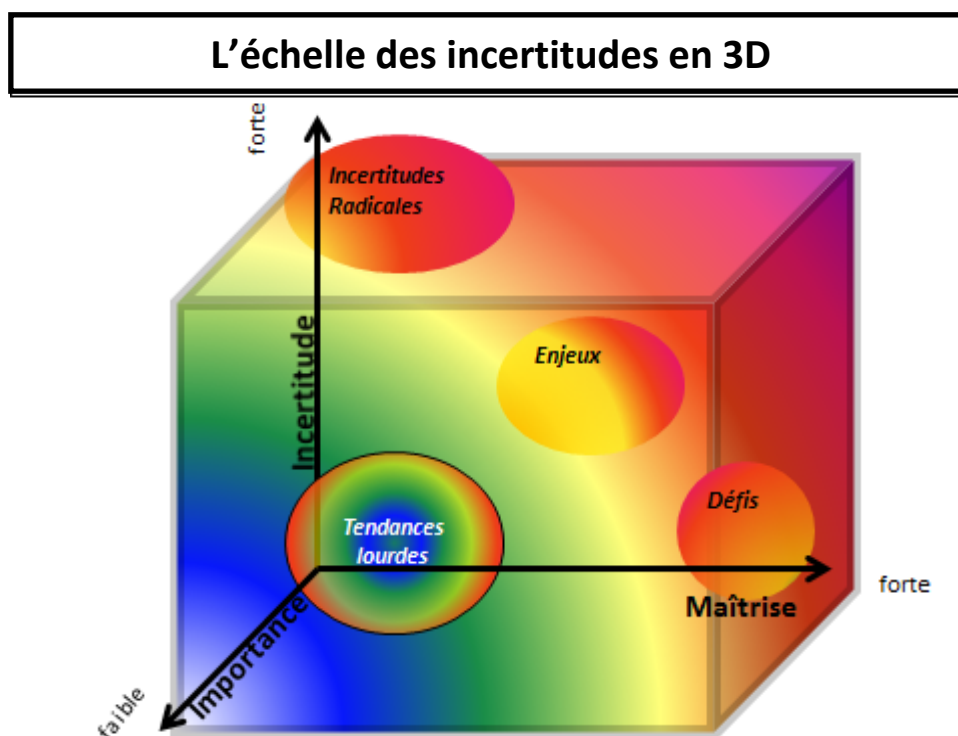 L'échelle des incertitudes en 3D
forte
Incertitudes
Radicales
Incertitude
Enjeux
Tendances
lourdes
Défis
Maîtrise
forte
Importance
faible